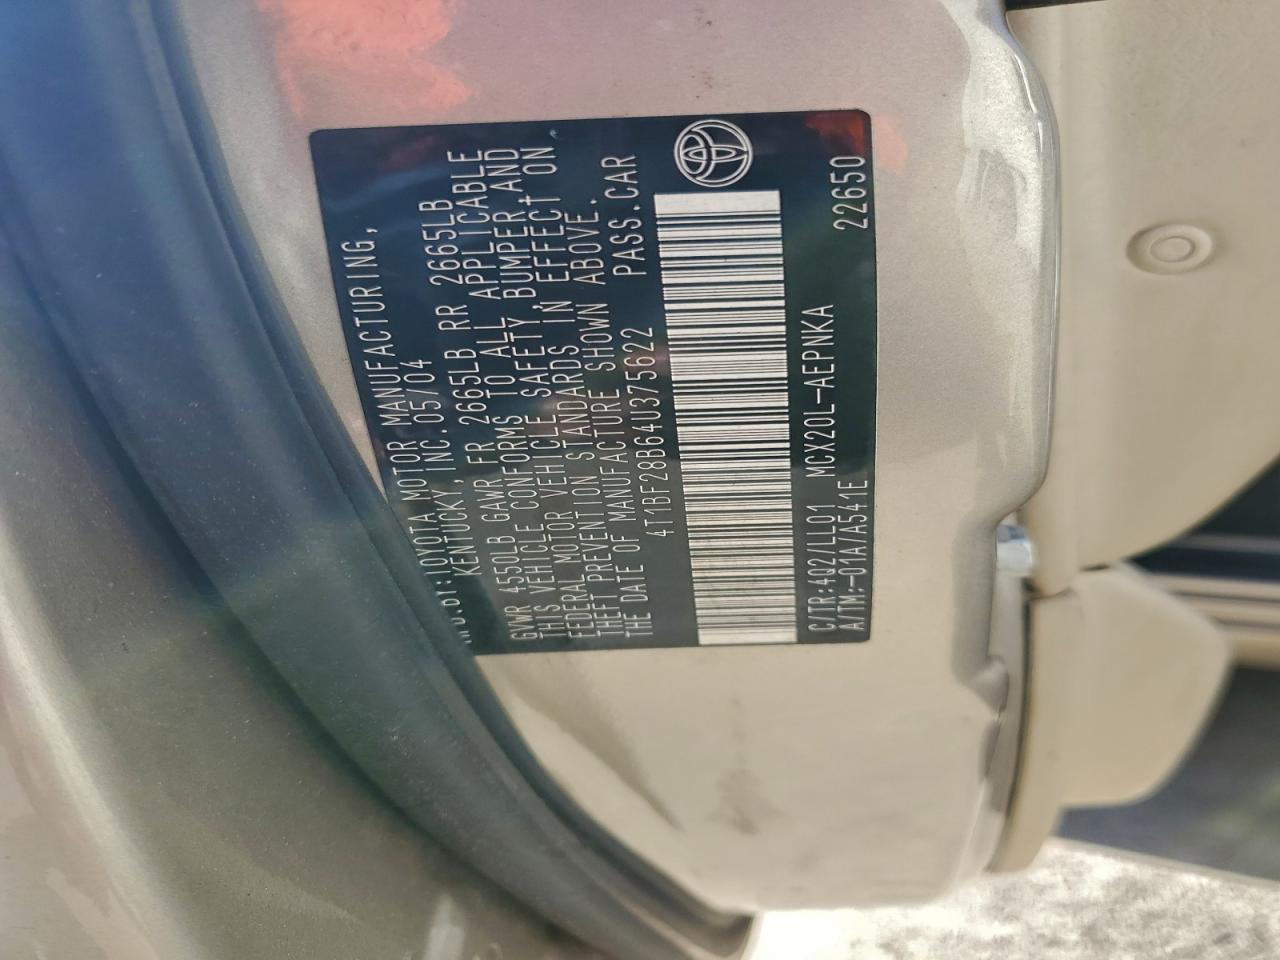 MFD.BY:TOYOTA MOTOR MANUFACTURING,
KENTUCKY, INC. 05/04
GVWR 4550LB GAWR FR 2665LB RR 2665LB
THIS VEHICLE CONFORMS TO ALL APPLICABLE
FEDERAL MOTOR VEHICLE SAFETY, BUMPER, AND
THEFT PREVENTION STANDARDS IN EFFECT ON
THE DATE OF MANUFACTURE SHOWN ABOVE.
4T1BF28B64U375622 PASS.CAR
C/TR:4Q2/LL01 MCX20L-AEPNKA
A/TM:-01A/A541E 22650